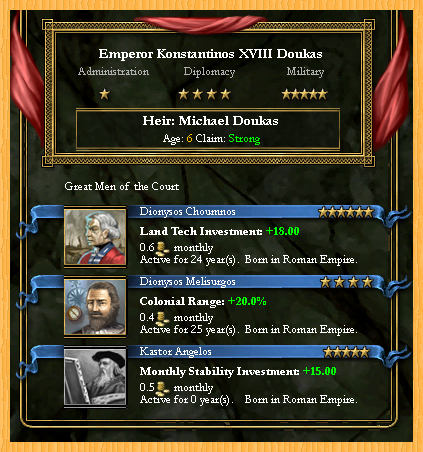 Emperor Konstantinos XVIII Doukas
Administration Diplomacy Military
Heir: Michael Doukas
Age: 6 Claim: Strong
Great Men of the Court
Dionysos Choumnos
Land Tech Investment: +18.00
0.6 monthly
Active for 24 year(s). Born in Roman Empire.
Dionysos Melisurgos
Colonial Range: +20.0%
0.4 monthly
Active for 25 year(s). Born in Roman Empire.
Kastor Angelos
Monthly Stability Investment: +15.00
0.5 monthly
Active for 0 year(s). Born in Roman Empire.